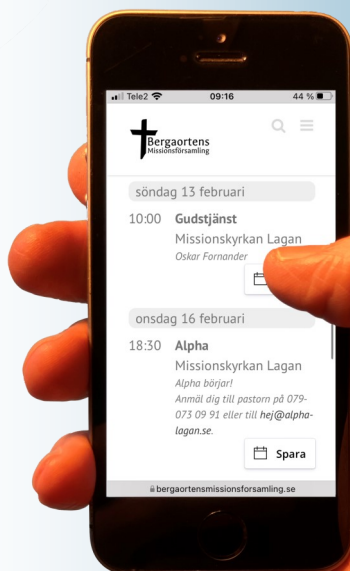 Tele2 09:16 44 %
Bergaortens
Missionsförsamling
söndag 13 februari
10:00 Gudstjänst
Missionskyrkan Lagan
Oskar Fornander
onsdag 16 februari
18:30 Alpha
Missionskyrkan Lagan
Alpha börjar!
Anmäl dig till pastorn på 079-
073 09 91 eller till hej@alpha-
lagan.se.
Spara
bergaortensmissionsforsamling.se